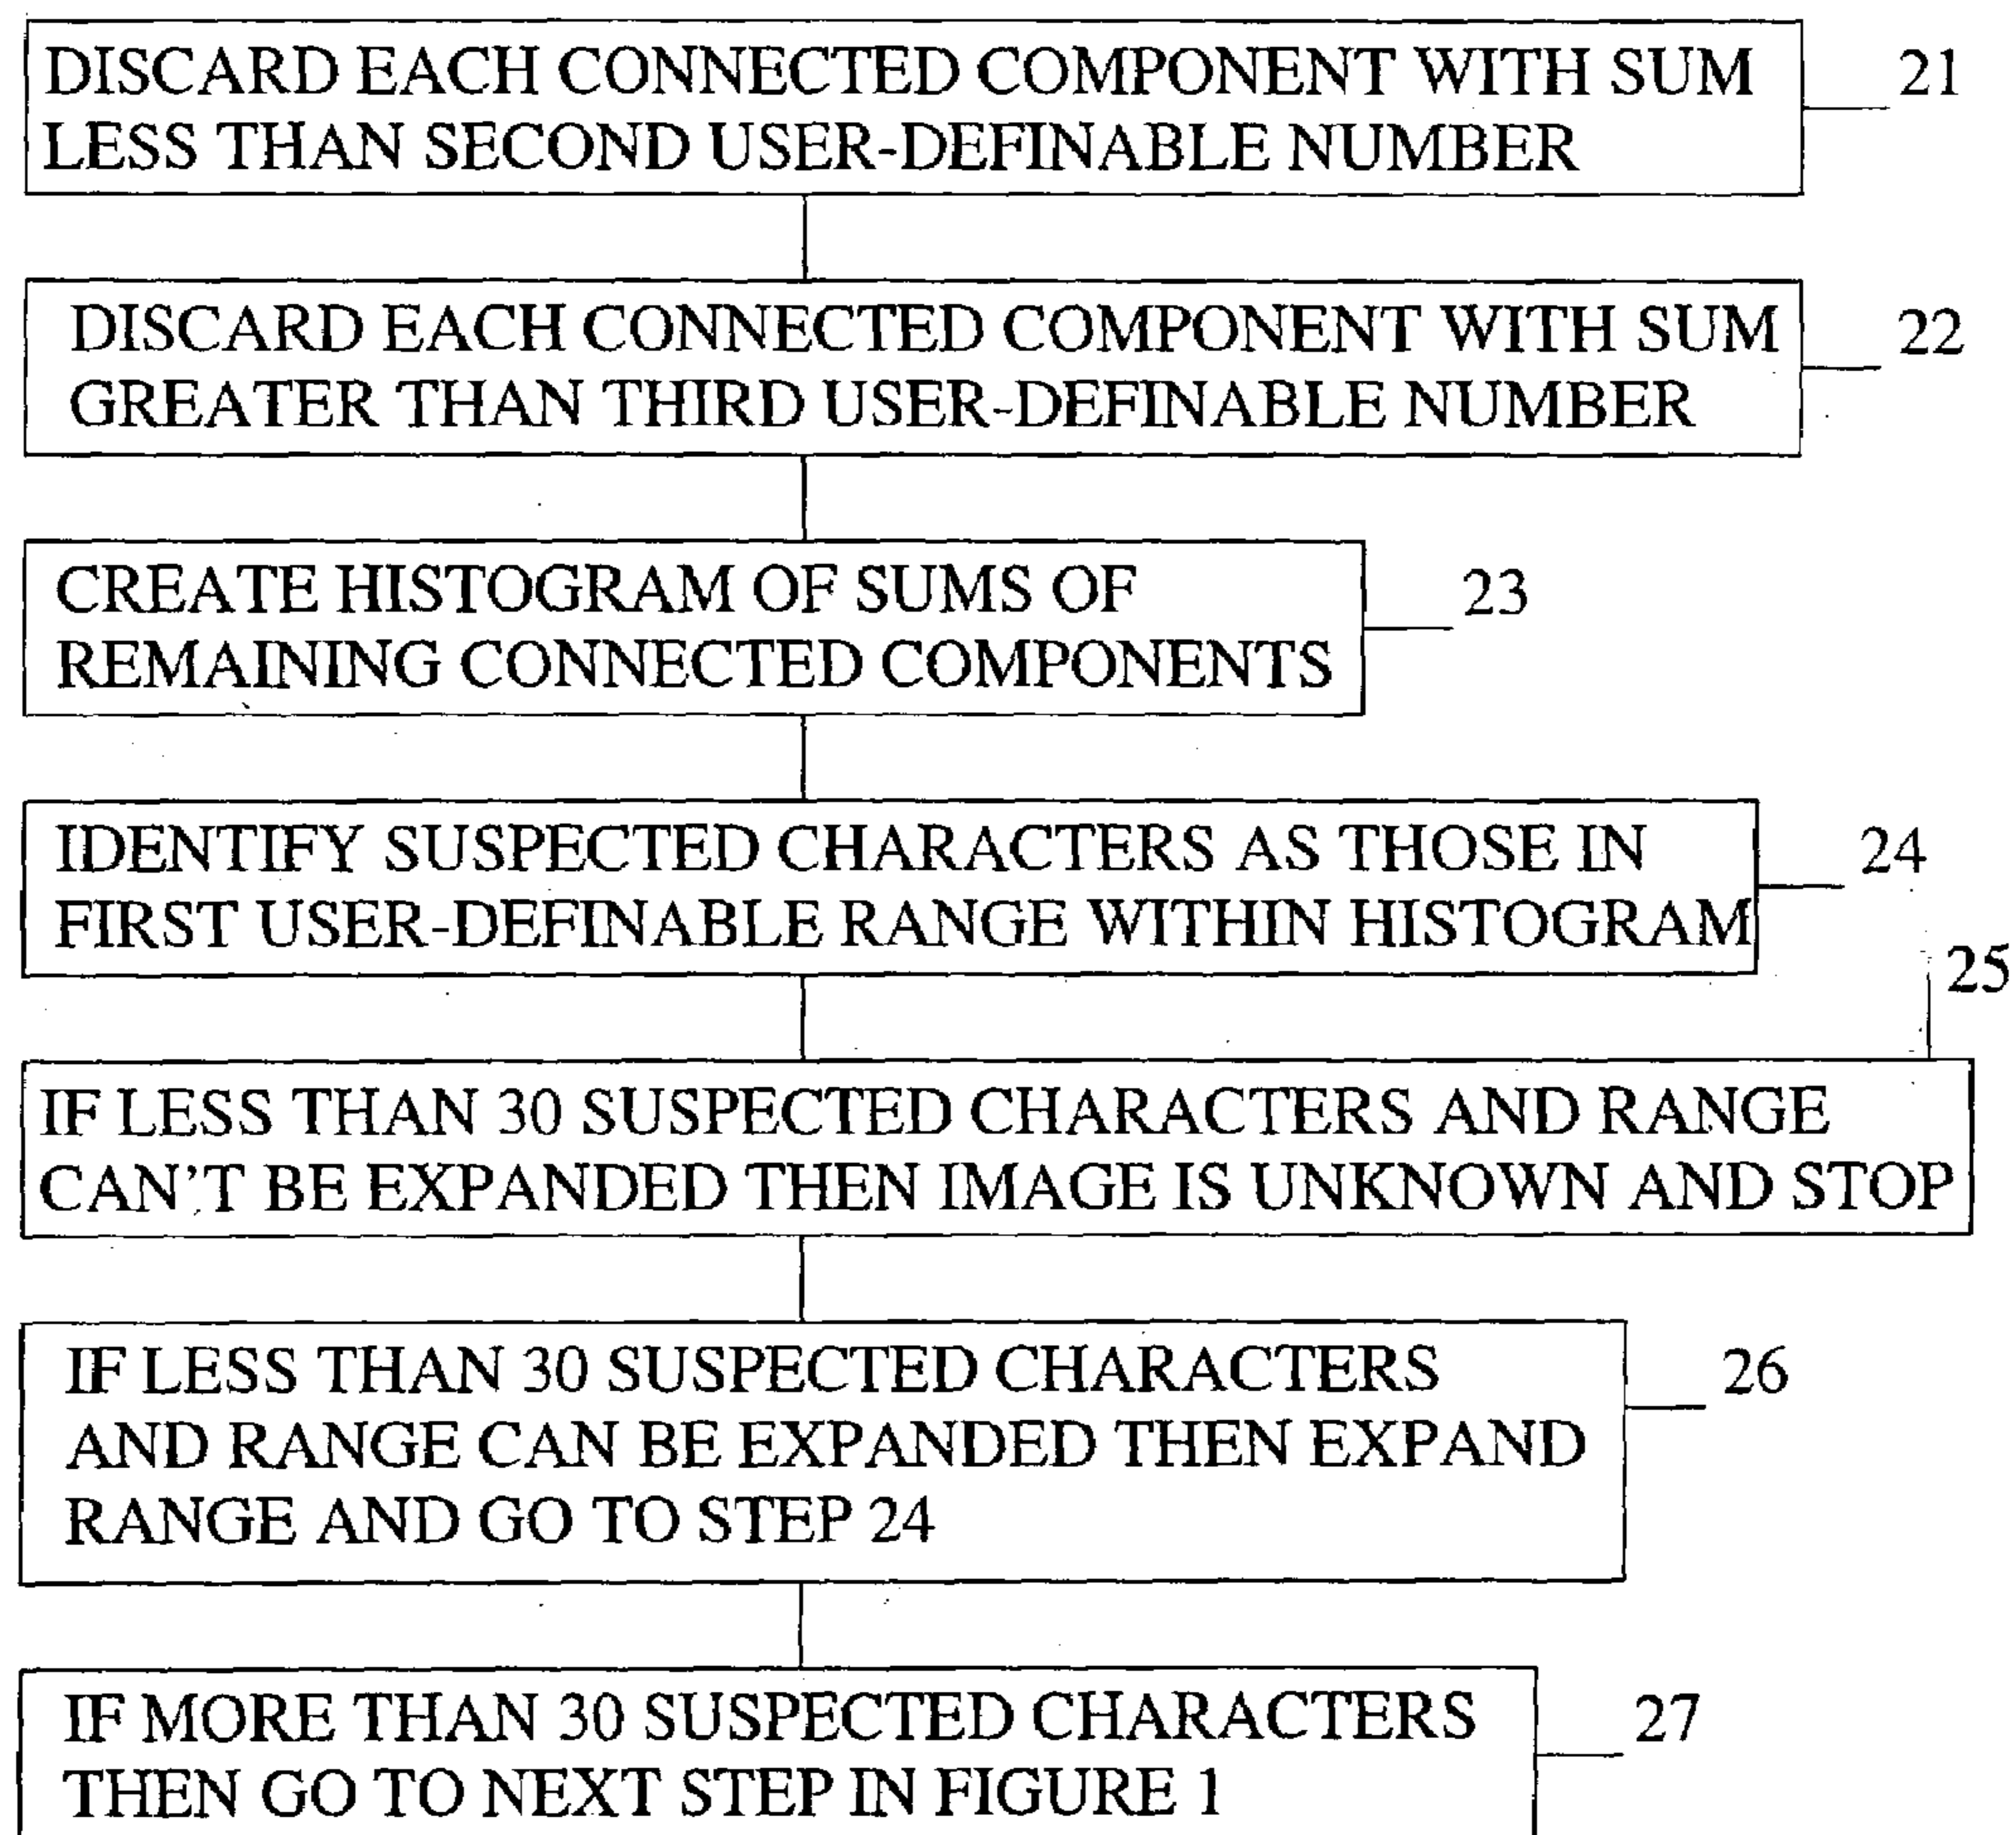 DISCARD EACH CONNECTED COMPONENT WITH SUM
LESS THAN SECOND USER-DEFINABLE NUMBER
21
DISCARD EACH CONNECTED COMPONENT WITH SUM
GREATER THAN THIRD USER-DEFINABLE NUMBER
22
CREATE HISTOGRAM OF SUMS OF
REMAINING CONNECTED COMPONENTS
23
IDENTIFY SUSPECTED CHARACTERS AS THOSE IN
FIRST USER-DEFINABLE RANGE WITHIN HISTOGRAM
24
25
IF LESS THAN 30 SUSPECTED CHARACTERS AND RANGE
CAN'T BE EXPANDED THEN IMAGE IS UNKNOWN AND STOP
IF LESS THAN 30 SUSPECTED CHARACTERS
AND RANGE CAN BE EXPANDED THEN EXPAND
RANGE AND GO TO STEP 24
26
IF MORE THAN 30 SUSPECTED CHARACTERS
THEN GO TO NEXT STEP IN FIGURE 1
27